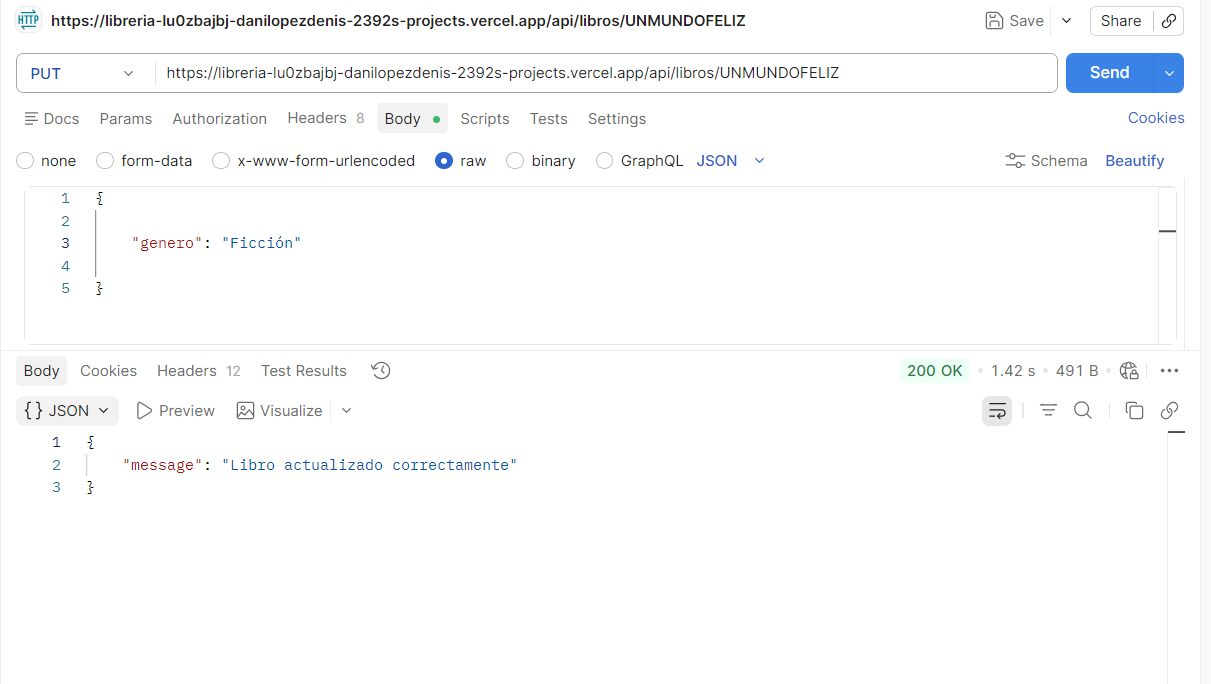 HTTP https://libreria-lu0zbajbj-danilopezdenis-2392s-projects.vercel.app/api/libros/UNMUNDOFELIZ Save Share
PUT https://libreria-lu0zbajbj-danilopezdenis-2392s-projects.vercel.app/api/libros/UNMUNDOFELIZ Send
Docs Params Authorization Headers 8 Body Scripts Tests Settings Cookies
none form-data x-www-form-urlencoded raw binary GraphQL JSON Schema Beautify
1 {
2
3 "genero": "Ficción"
4
5 }
Body Cookies Headers 12 Test Results 200 OK 1.42 s 491 B
{} JSON Preview Visualize
1 {
2 "message": "Libro actualizado correctamente"
3 }